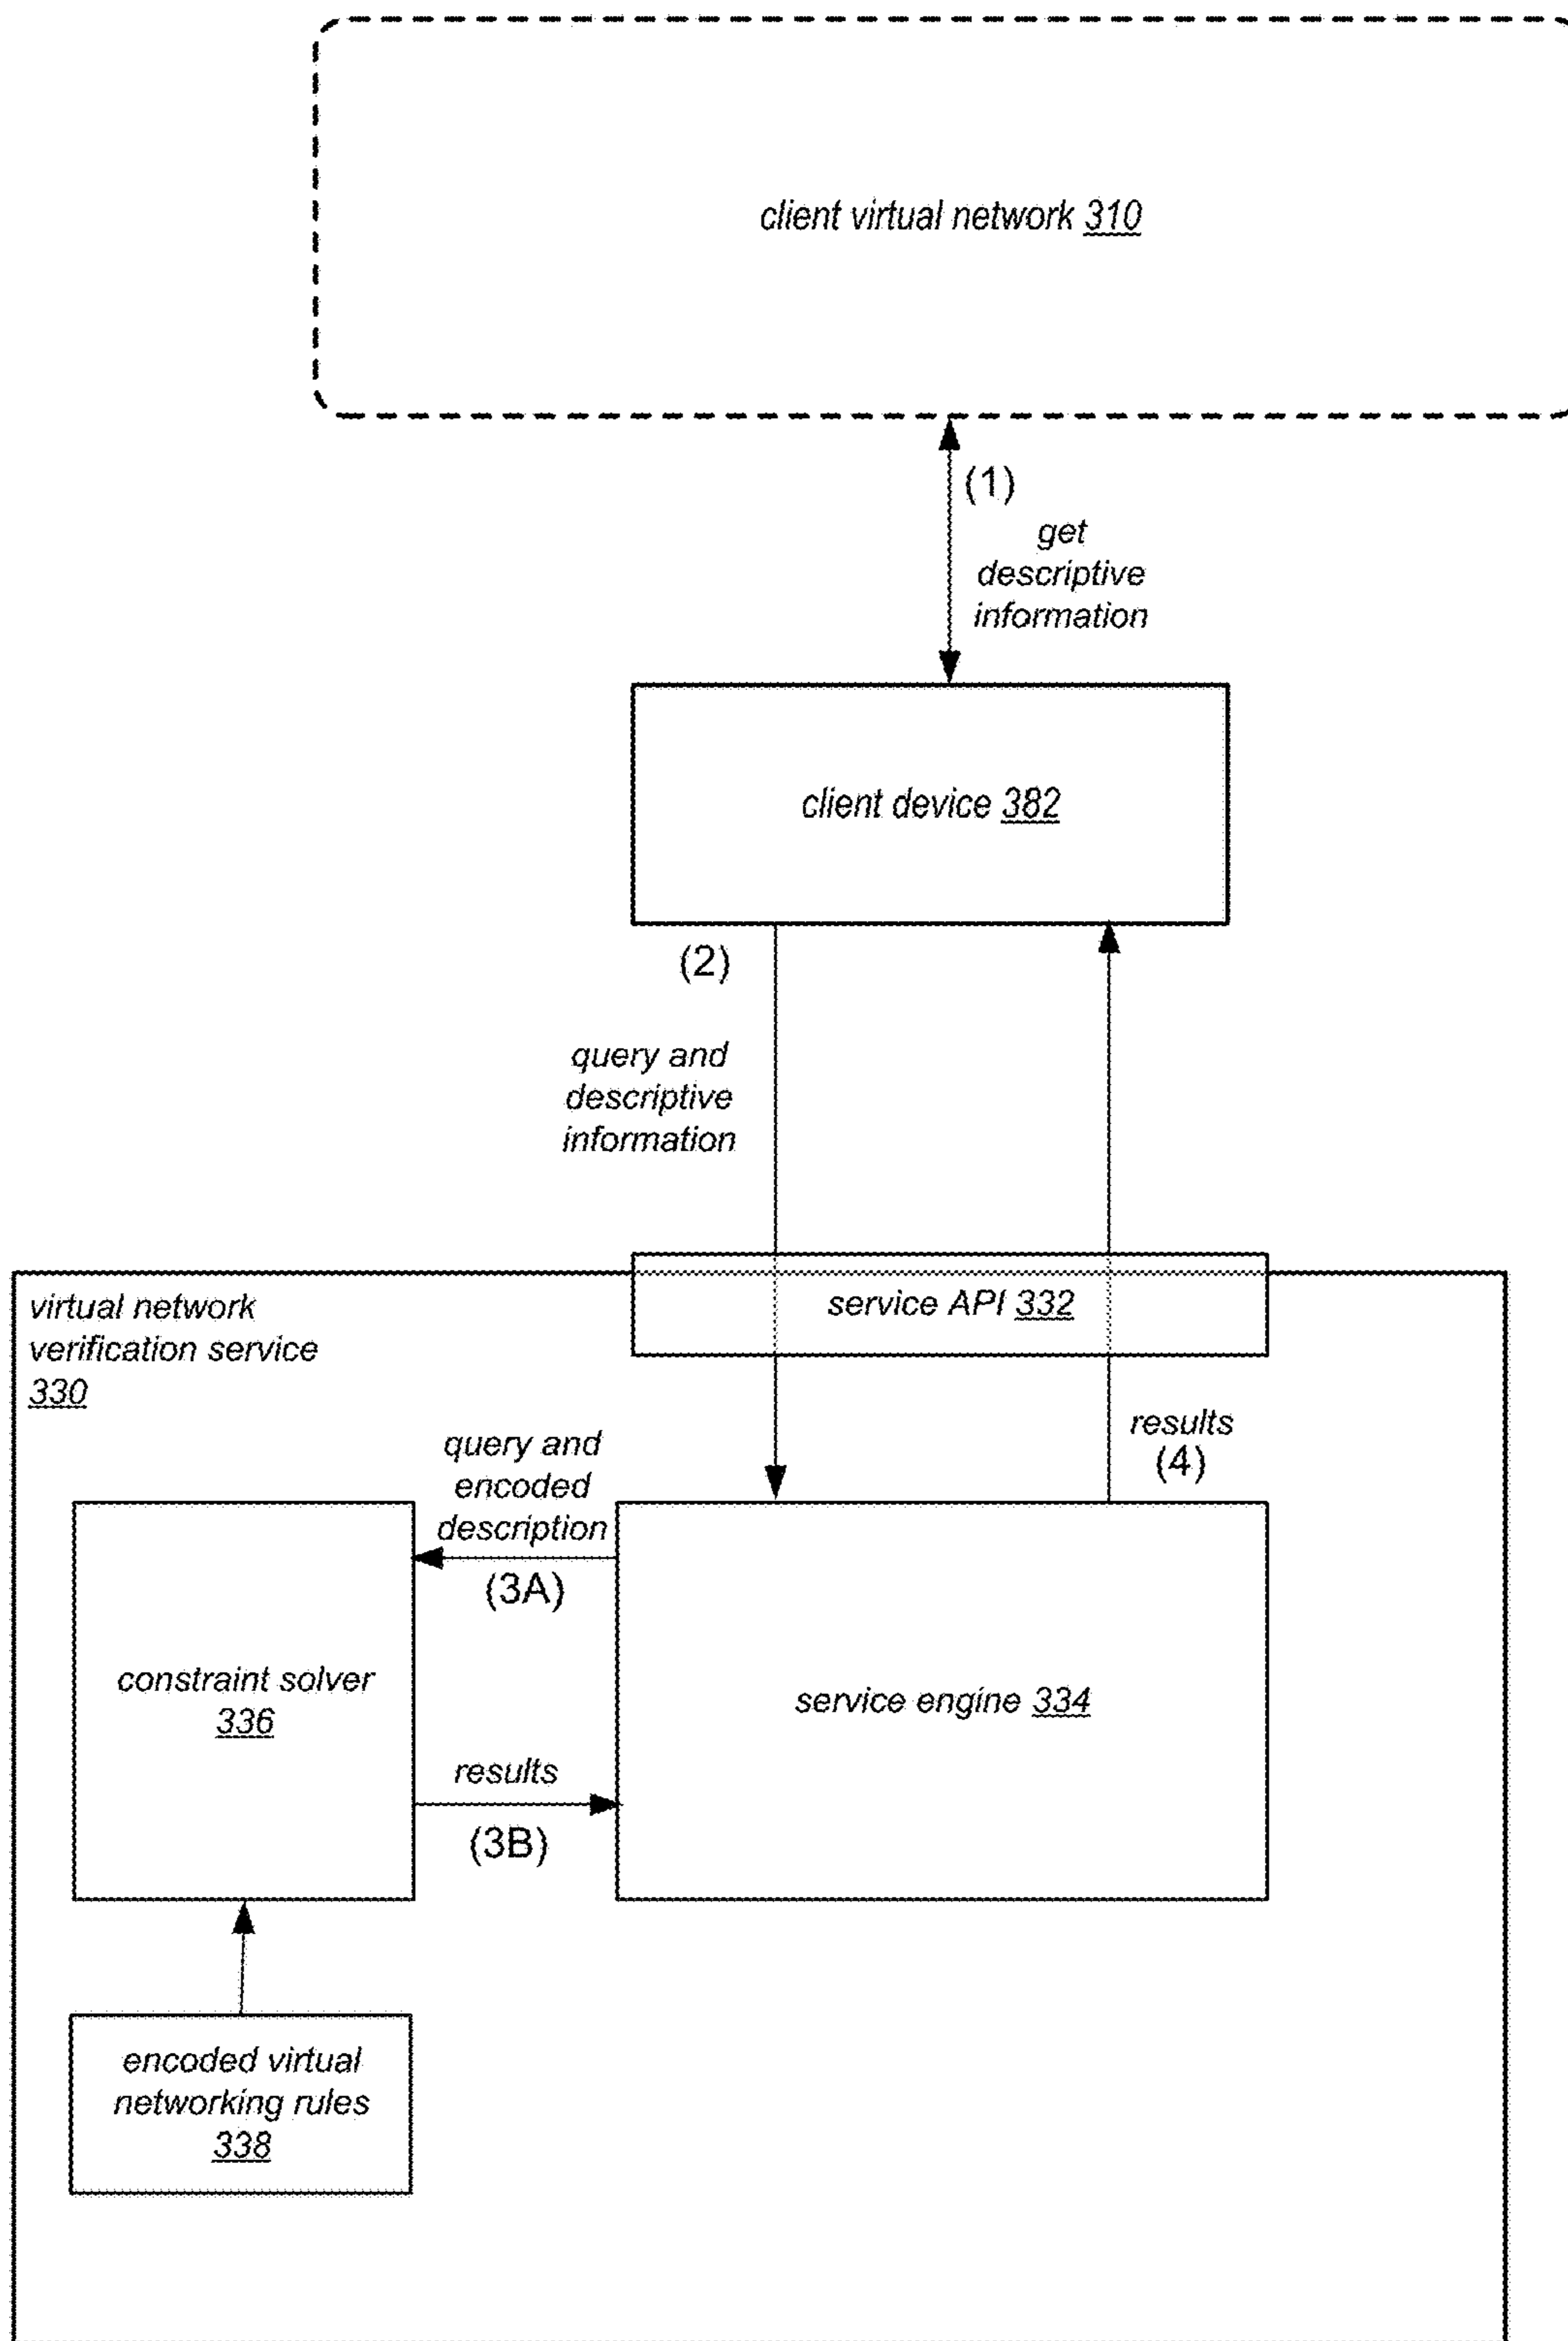 client virtual network 310
(1)
get
descriptive
information
client device 382
(2)
query and
descriptive
information
service API 332
virtual network
verification service
330
results
(4)
query and
encoded
description
(3A)
constraint solver
336
service engine 334
results
(3B)
encoded virtual
networking rules
338